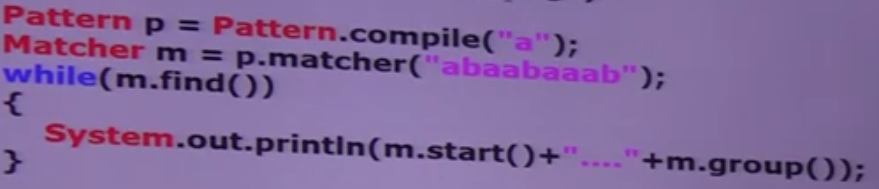 Pattern p = Pattern.compile("a");
Matcher m = p.matcher("abaabaaab");
while(m.find())
{
System.out.println(m.start()+"...."+m.group());
}